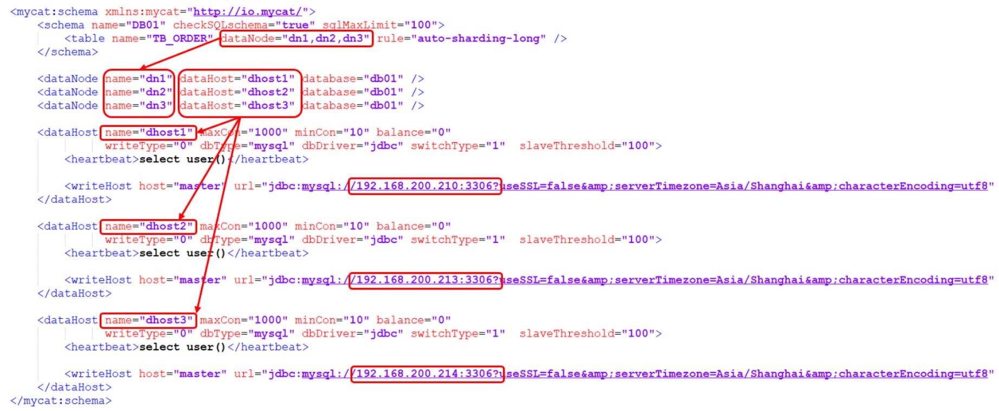 <mycat:schema xmlns:mycat="http://io.mycat/">
<schema name="DB01" checkSQLschema="true" sqlMaxLimit="100">
<table name="TB_ORDER" dataNode="dn1,dn2,dn3" rule="auto-sharding-long" />
</schema>
<dataNode name="dn1" dataHost="dhost1" database="db01" />
<dataNode name="dn2" dataHost="dhost2" database="db01" />
<dataNode name="dn3" dataHost="dhost3" database="db01" />
<dataHost name="dhost1" maxCon="1000" minCon="10" balance="0"
writeType="0" dbType="mysql" dbDriver="jdbc" switchType="1" slaveThreshold="100">
<heartbeat>select user()</heartbeat>
<writeHost host="master" url="jdbc:mysql://192.168.200.210:3306?useSSL=false&amp;serverTimezone=Asia/Shanghai&amp;characterEncoding=utf8"
</dataHost>
<dataHost name="dhost2" maxCon="1000" minCon="10" balance="0"
writeType="0" dbType="mysql" dbDriver="jdbc" switchType="1" slaveThreshold="100">
<heartbeat>select user()</heartbeat>
<writeHost host="master" url="jdbc:mysql://192.168.200.213:3306?useSSL=false&amp;serverTimezone=Asia/Shanghai&amp;characterEncoding=utf8"
</dataHost>
<dataHost name="dhost3" maxCon="1000" minCon="10" balance="0"
writeType="0" dbType="mysql" dbDriver="jdbc" switchType="1" slaveThreshold="100">
<heartbeat>select user()</heartbeat>
<writeHost host="master" url="jdbc:mysql://192.168.200.214:3306?useSSL=false&amp;serverTimezone=Asia/Shanghai&amp;characterEncoding=utf8"
</dataHost>
</mycat:schema>